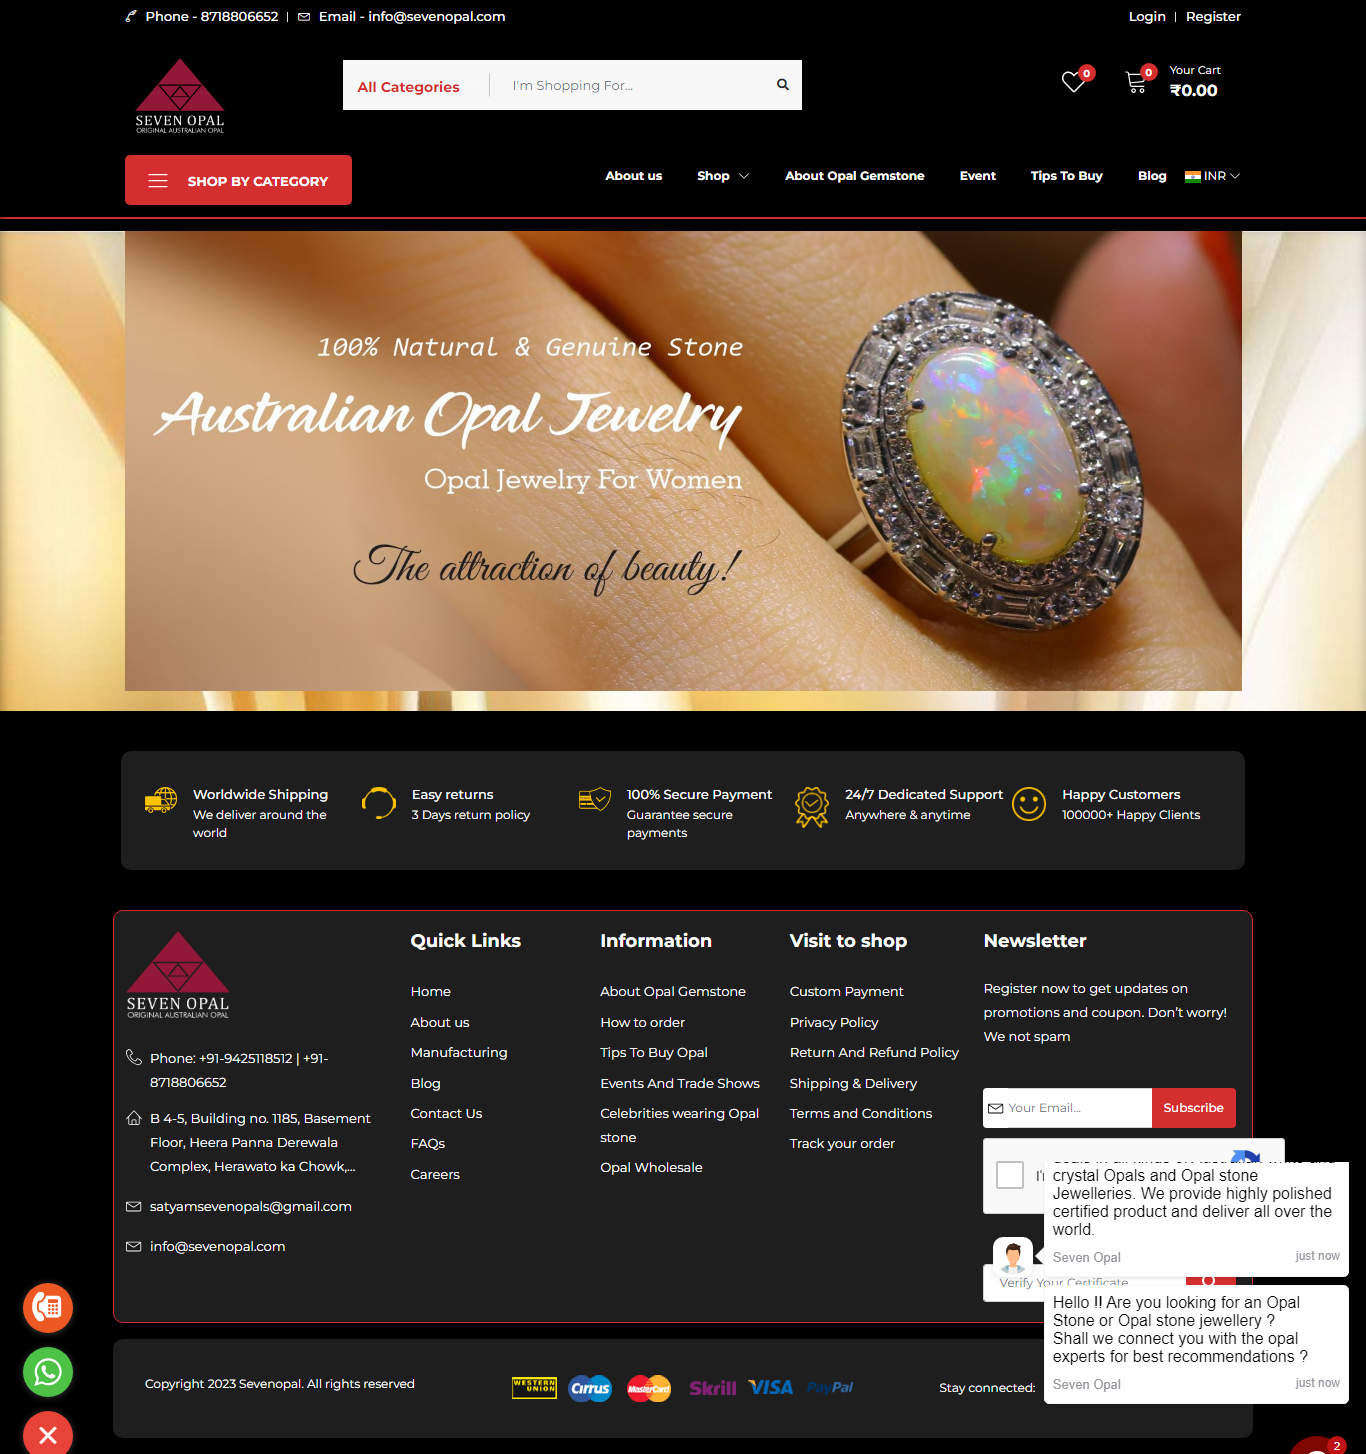 Phone - 8718806652 | Email - info@sevenopal.com
Login | Register
SEVEN OPAL
ORIGINAL AUSTRALIAN OPAL
All Categories
I'm Shopping For...
0
0
Your Cart
₹0.00
SHOP BY CATEGORY
About us
Shop
About Opal Gemstone
Event
Tips To Buy
Blog
INR
100% Natural & Genuine Stone
Australian Opal Jewelry
Opal Jewelry For Women
The attraction of beauty!
Worldwide Shipping
We deliver around the
world
Easy returns
3 Days return policy
100% Secure Payment
Guarantee secure
payments
24/7 Dedicated Support
Anywhere & anytime
Happy Customers
100000+ Happy Clients
SEVEN OPAL
ORIGINAL AUSTRALIAN OPAL
Phone: +91-9425118512 | +91-
8718806652
B 4-5, Building no. 1185, Basement
Floor, Heera Panna Derewala
Complex, Herawato ka Chowk,...
satyamsevenopals@gmail.com
info@sevenopal.com
Quick Links
Home
About us
Manufacturing
Blog
Contact Us
FAQs
Careers
Information
About Opal Gemstone
How to order
Tips To Buy Opal
Events And Trade Shows
Celebrities wearing Opal
stone
Opal Wholesale
Visit to shop
Custom Payment
Privacy Policy
Return And Refund Policy
Shipping & Delivery
Terms and Conditions
Track your order
Newsletter
Register now to get updates on
promotions and coupon. Don't worry!
We not spam
Your Email...
Subscribe
crystal Opals and Opal stone
Jewelleries. We provide highly polished
certified product and deliver all over the
world.
Seven Opal
just now
Verify Your Certificate
Hello !! Are you looking for an Opal
Stone or Opal stone jewellery ?
Shall we connect you with the opal
experts for best recommendations ?
Seven Opal
just now
Copyright 2023 Sevenopal. All rights reserved
WESTERN
UNION
Cirrus
MasterCard
Skrill
VISA
PayPal
Stay connected:
2